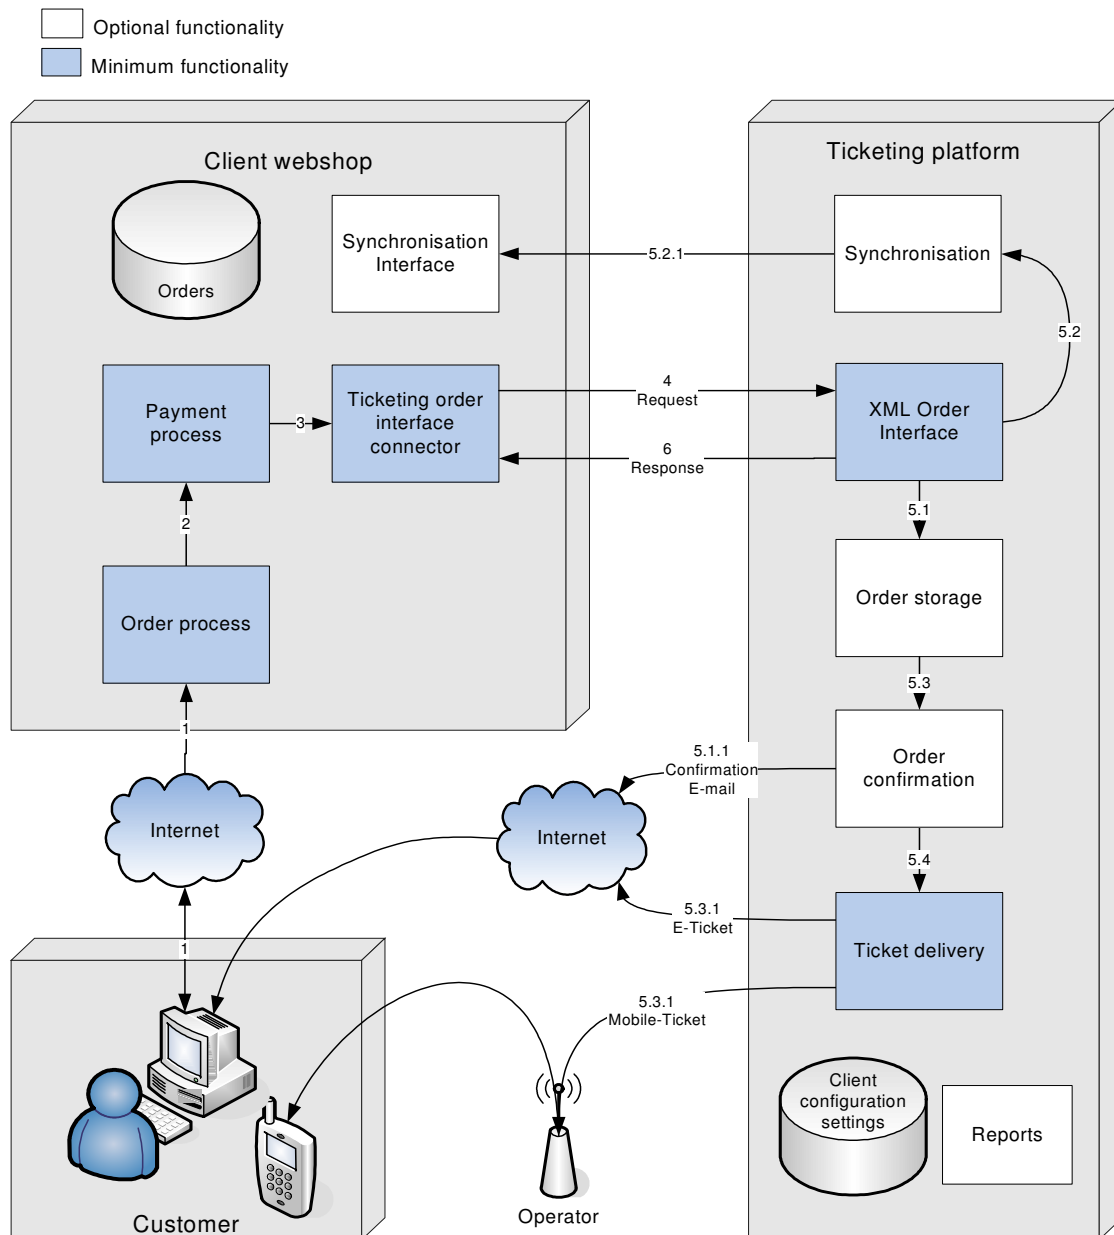 Optional functionality
Minimum functionality
Client webshop
Ticketing platform
Orders
Synchronisation
Interface
5.2.1
Synchronisation
5.2
Payment
process
3
Ticketing order
interface
connector
4
Request
6
Response
XML Order
Interface
5.1
2
Order process
Order storage
5.3
1
5.1.1
Confirmation
E-mail
Order
confirmation
Internet
Internet
5.4
5.3.1
E-Ticket
Ticket delivery
1
5.3.1
Mobile-Ticket
Client
configuration
settings
Reports
Customer
Operator